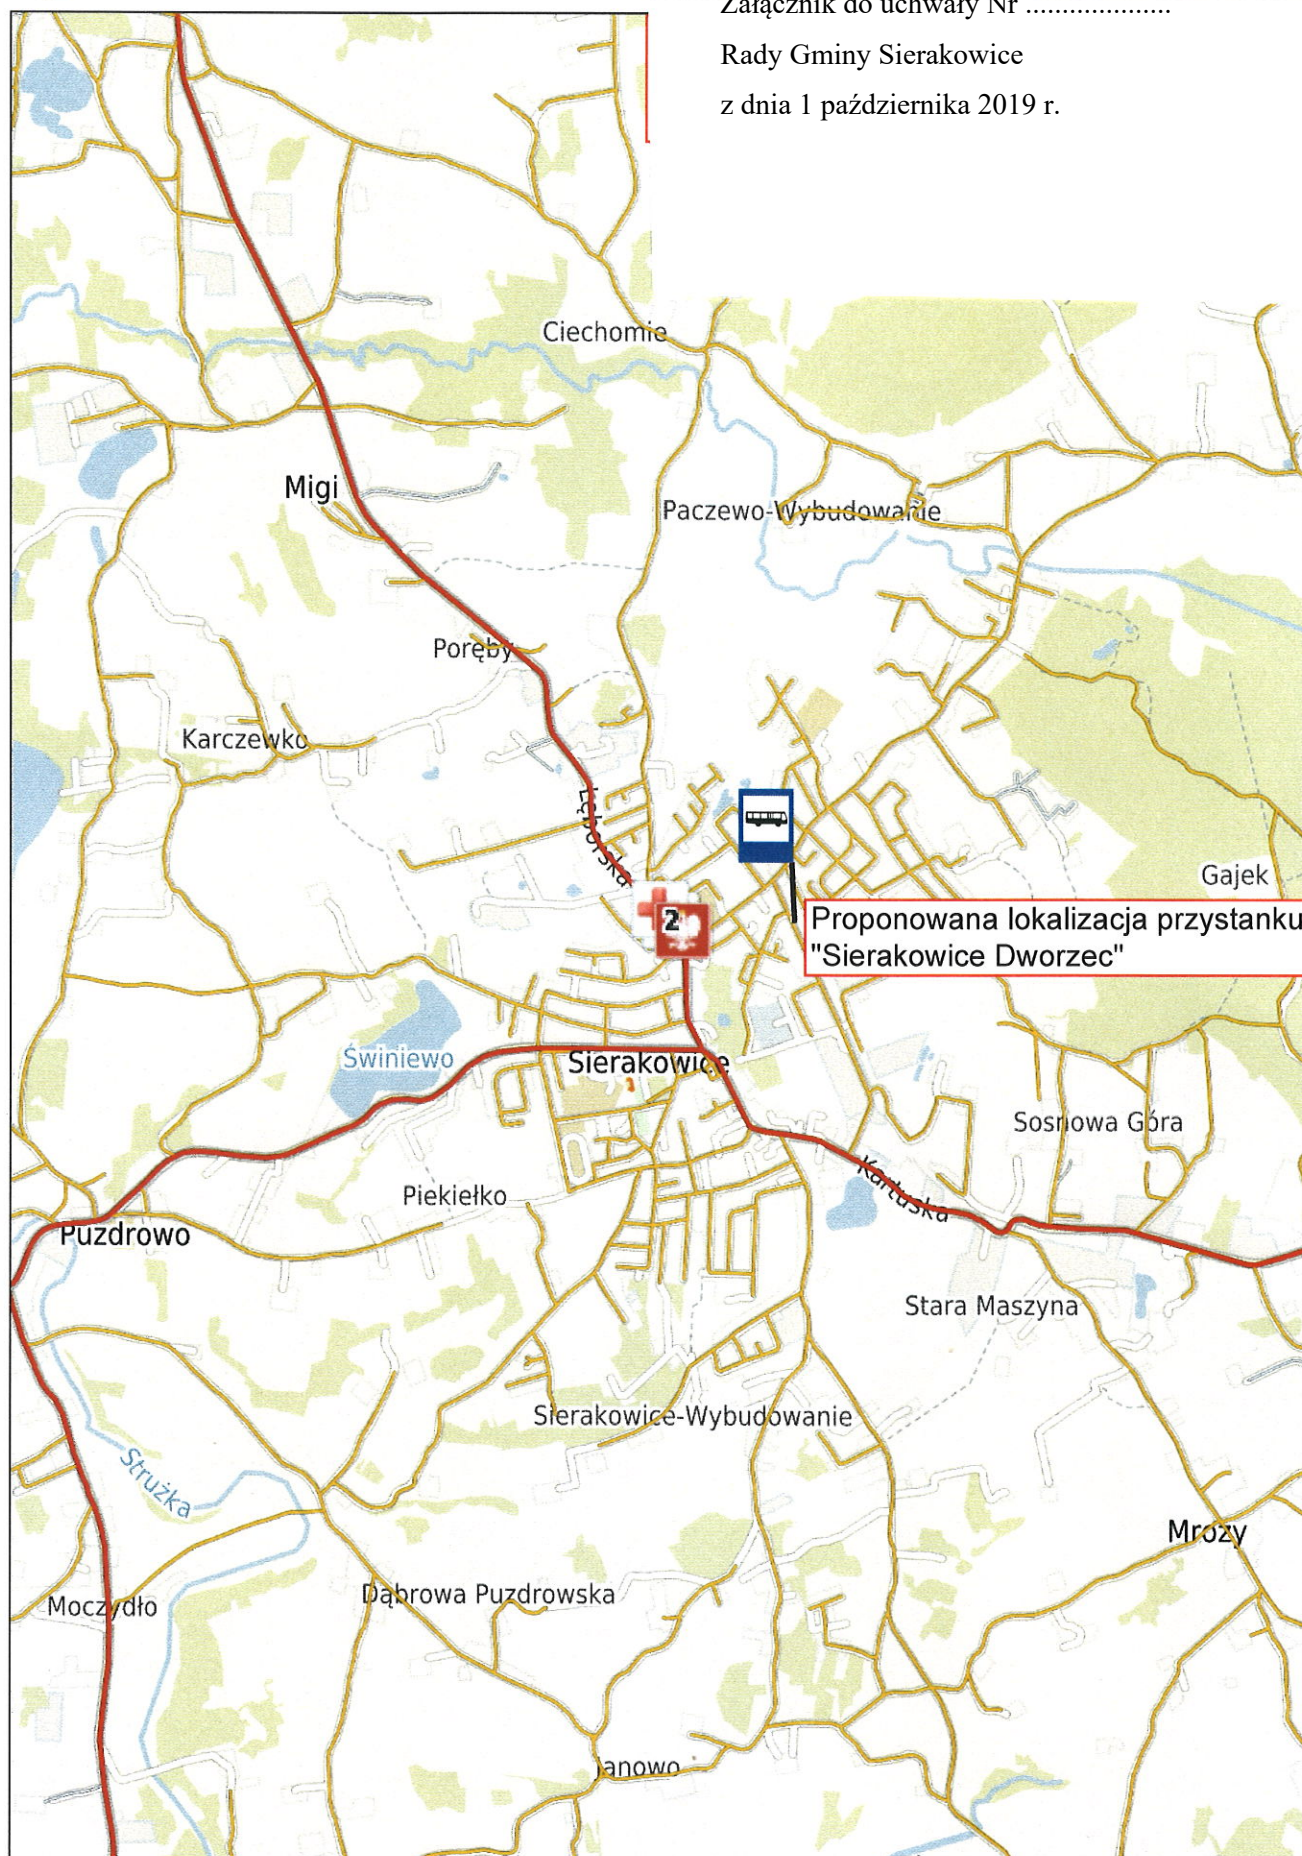 Załącznik do uchwały Nr ....................
Rady Gminy Sierakowice
z dnia 1 października 2019 r.
Ciechomie
Migi
Paczewo-Wybudowanie
Poręby
Karczewko
Lęborska
Gajek
2
Proponowana lokalizacja przystanku
"Sierakowice Dworzec"
Świniewo
Sierakowice
Sosnowa Góra
Kartuska
Piekiełko
Puzdrowo
Stara Maszyna
Sierakowice-Wybudowanie
Strużka
Mrozy
Dąbrowa Puzdrowska
Moczydło
Janowo